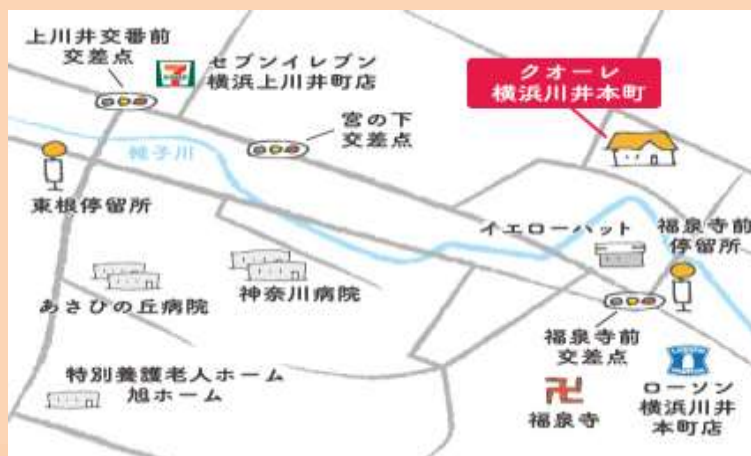 上川井交番前
交差点
セブンイレブン
横浜上川井町店
クオーレ
横浜川井本町
宮の下
交差点
帷子川
東根停留所
イエローハット
福泉寺前
停留所
あさひの丘病院
神奈川病院
福泉寺前
交差点
特別養護老人ホーム
旭ホーム
福泉寺
ローソン
横浜川井
本町店